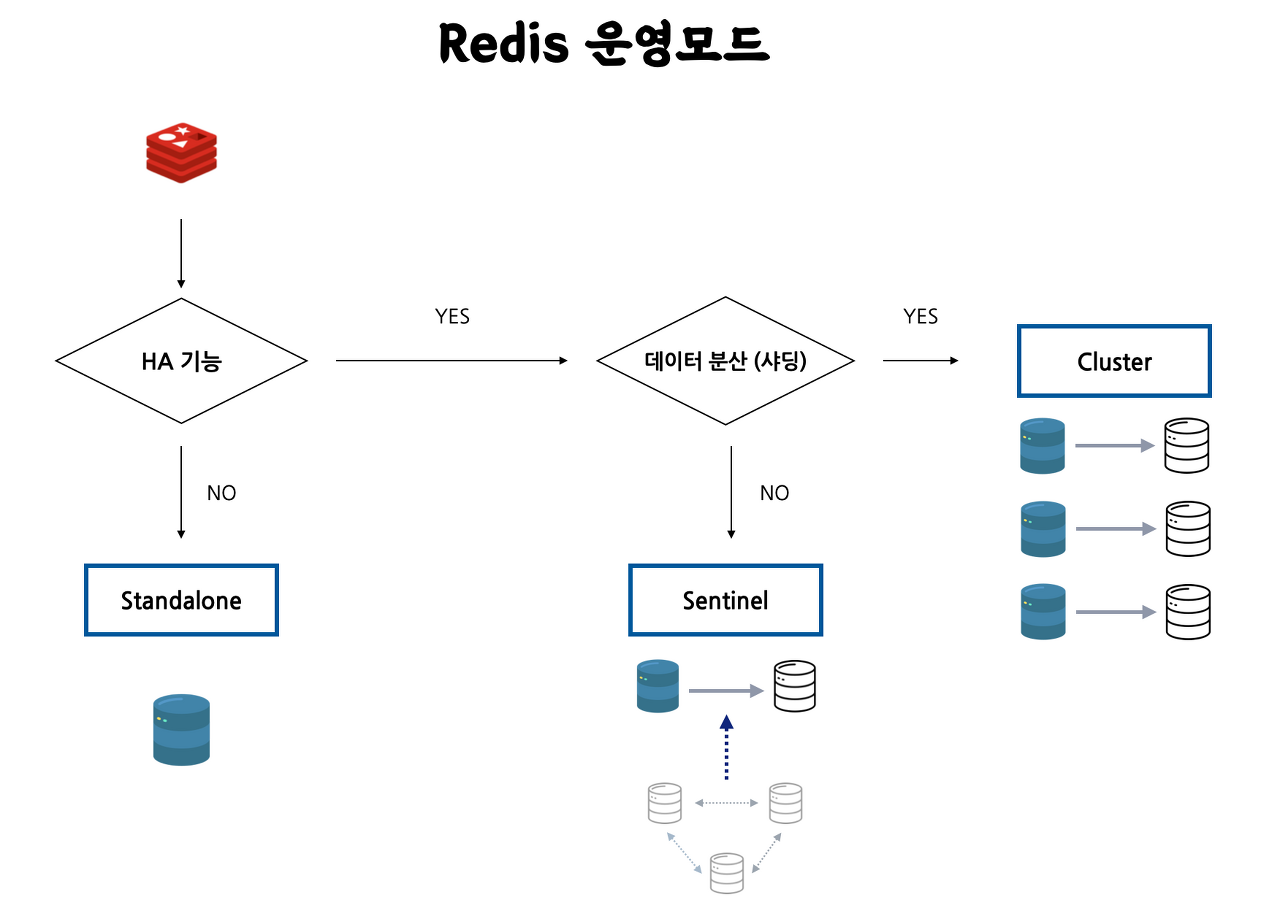 Redis 운영모드
YES
YES
HA 기능
데이터 분산 (샤딩)
Cluster
NO
NO
Standalone
Sentinel